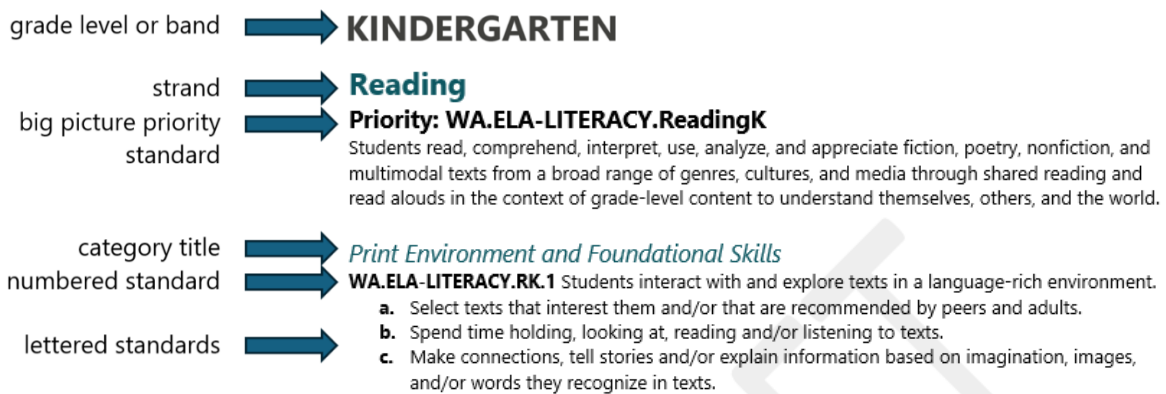 grade level or band KINDERGARTEN
strand Reading
big picture priority standard Priority: WA.ELA-LITERACY.ReadingK
Students read, comprehend, interpret, use, analyze, and appreciate fiction, poetry, nonfiction, and
multimodal texts from a broad range of genres, cultures, and media through shared reading and
read alouds in the context of grade-level content to understand themselves, others, and the world.
category title Print Environment and Foundational Skills
numbered standard WA.ELA-LITERACY.RK.1 Students interact with and explore texts in a language-rich environment.
a. Select texts that interest them and/or that are recommended by peers and adults.
b. Spend time holding, looking at, reading and/or listening to texts.
lettered standards
c. Make connections, tell stories and/or explain information based on imagination, images,
and/or words they recognize in texts.